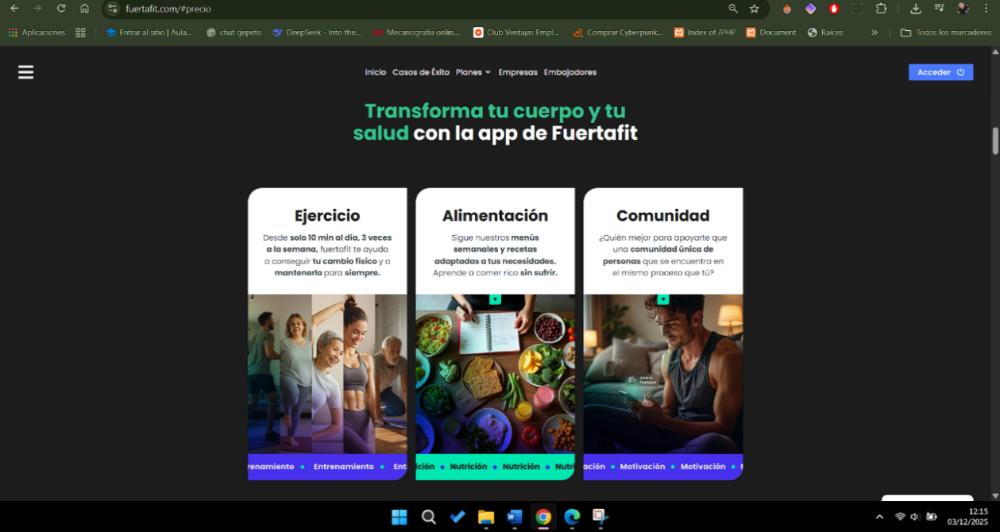 fuertafit.com/#precio
Aplicaciones
Entrar al sitio | Aula...
chat gepeto
DeepSeek - Into the...
Mecanografía onlin...
Club Ventajas Empl...
Comprar Cyberpunk...
Index of /PHP
Document
Raíces
»
Todos los marcadores
Inicio Casos de Éxito Planes Empresas Embajadores
Acceder
Transforma tu cuerpo y tu
salud con la app de Fuertafit
Ejercicio
Desde solo 10 min al día, 3 veces
a la semana, fuertafit te ayuda
a conseguir tu cambio físico y a
mantenerlo para siempre.
Alimentación
Sigue nuestros menús
semanales y recetas
adaptadas a tus necesidades.
Aprende a comer rico sin sufrir.
Comunidad
¿Quién mejor para apoyarte que
una comunidad única de
personas que se encuentra en
el mismo proceso que tú?
renamiento • Entrenamiento • Ent
ición • Nutrición • Nutrición • Nutri
ación • Motivación • Motivación •
12:15
03/12/2025